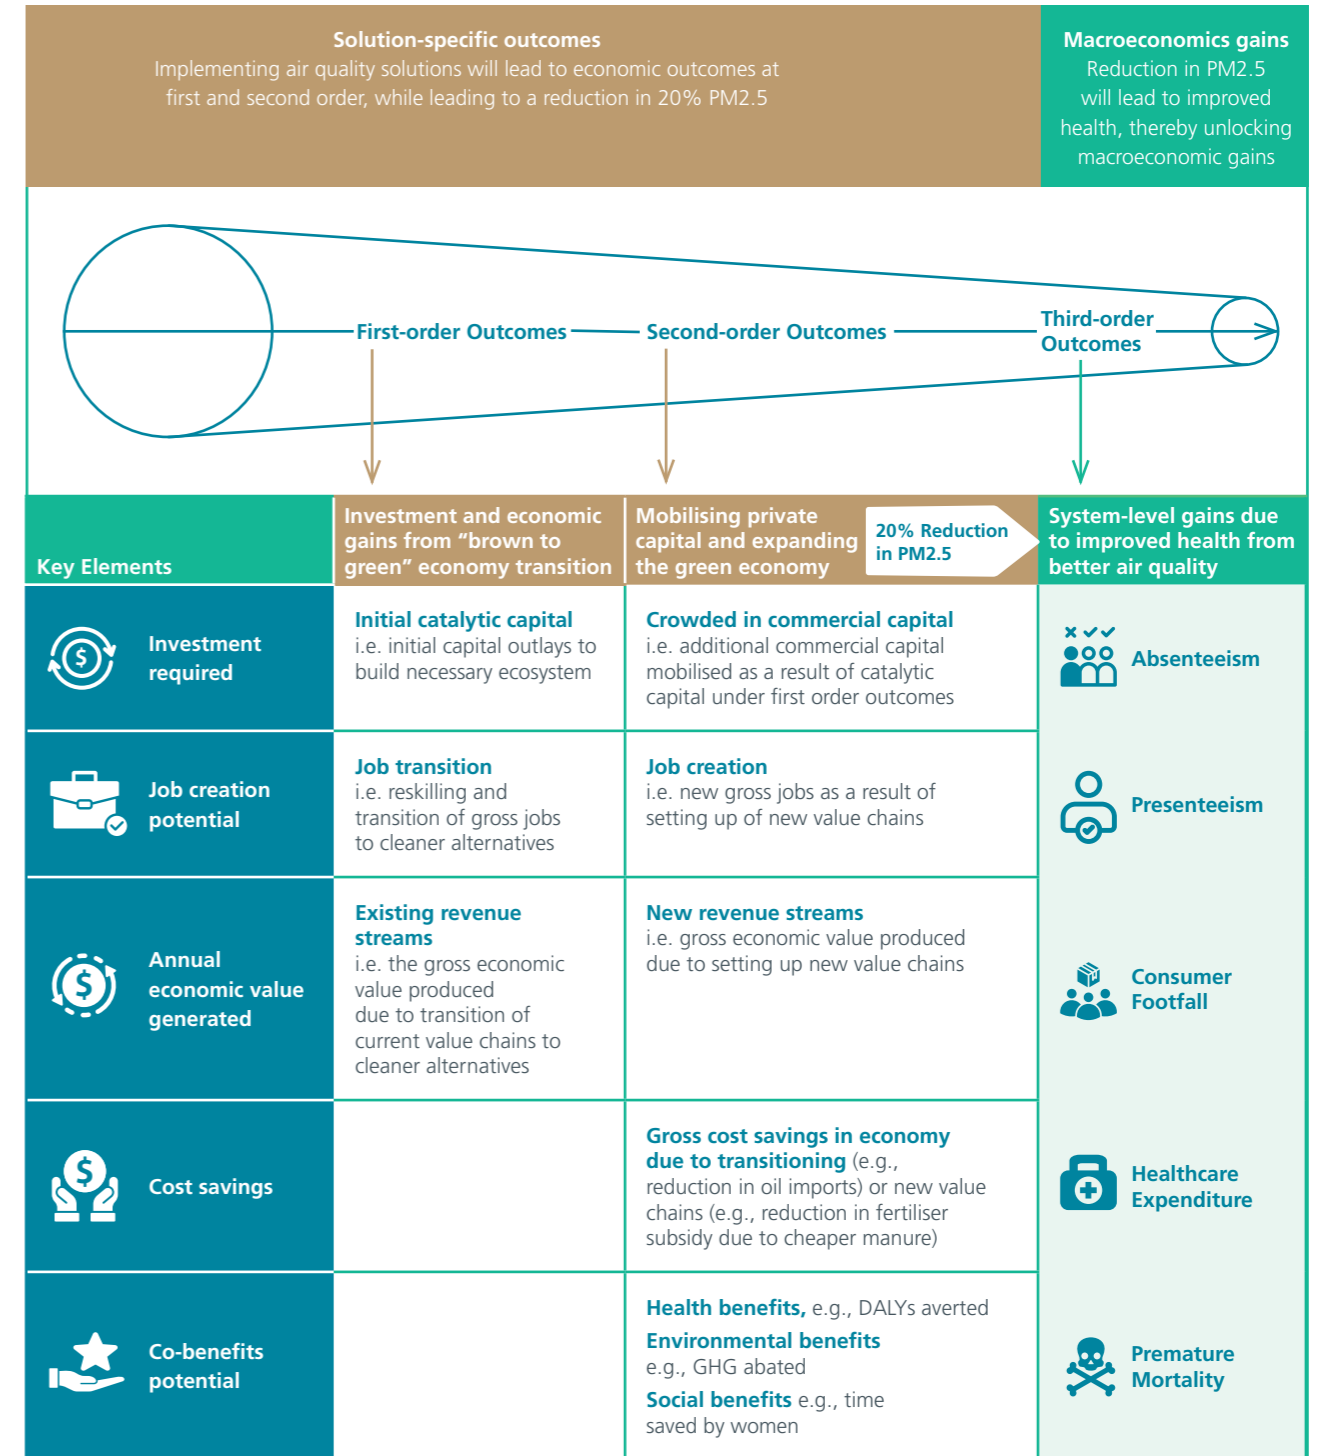 Solution-specific outcomes
Implementing air quality solutions will lead to economic outcomes at
first and second order, while leading to a reduction in 20% PM2.5
Macroeconomics gains
Reduction in PM2.5
will lead to improved
health, thereby unlocking
macroeconomic gains
First-order Outcomes
Second-order Outcomes
Third-order
Outcomes
Key Elements
Investment and economic
gains from “brown to
green” economy transition
Mobilising private
capital and expanding
the green economy
20% Reduction
in PM2.5
System-level gains due
to improved health from
better air quality
Investment
required
Initial catalytic capital
i.e. initial capital outlays to
build necessary ecosystem
Crowded in commercial capital
i.e. additional commercial capital
mobilised as a result of catalytic
capital under first order outcomes
Absenteeism
Job creation
potential
Job transition
i.e. reskilling and
transition of gross jobs
to cleaner alternatives
Job creation
i.e. new gross jobs as a result of
setting up of new value chains
Presenteeism
Annual
economic value
generated
Existing revenue
streams
i.e. the gross economic
value produced
due to transition of
current value chains to
cleaner alternatives
New revenue streams
i.e. gross economic value produced
due to setting up new value chains
Consumer
Footfall
Cost savings
Gross cost savings in economy
due to transitioning (e.g.,
reduction in oil imports) or new value
chains (e.g., reduction in fertiliser
subsidy due to cheaper manure)
Healthcare
Expenditure
Co-benefits
potential
Health benefits, e.g., DALYs averted
Environmental benefits
e.g., GHG abated
Social benefits e.g., time
saved by women
Premature
Mortality